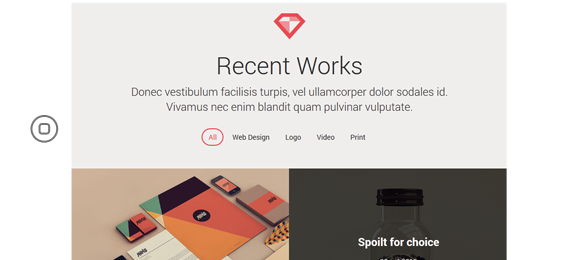 Recent Works
Donec vestibulum facilisis turpis, vel ullamcorper dolor sodales id.
Vivamus nec enim blandit quam pulvinar vulputate.
All Web Design Logo Video Print
Spoilt for choice